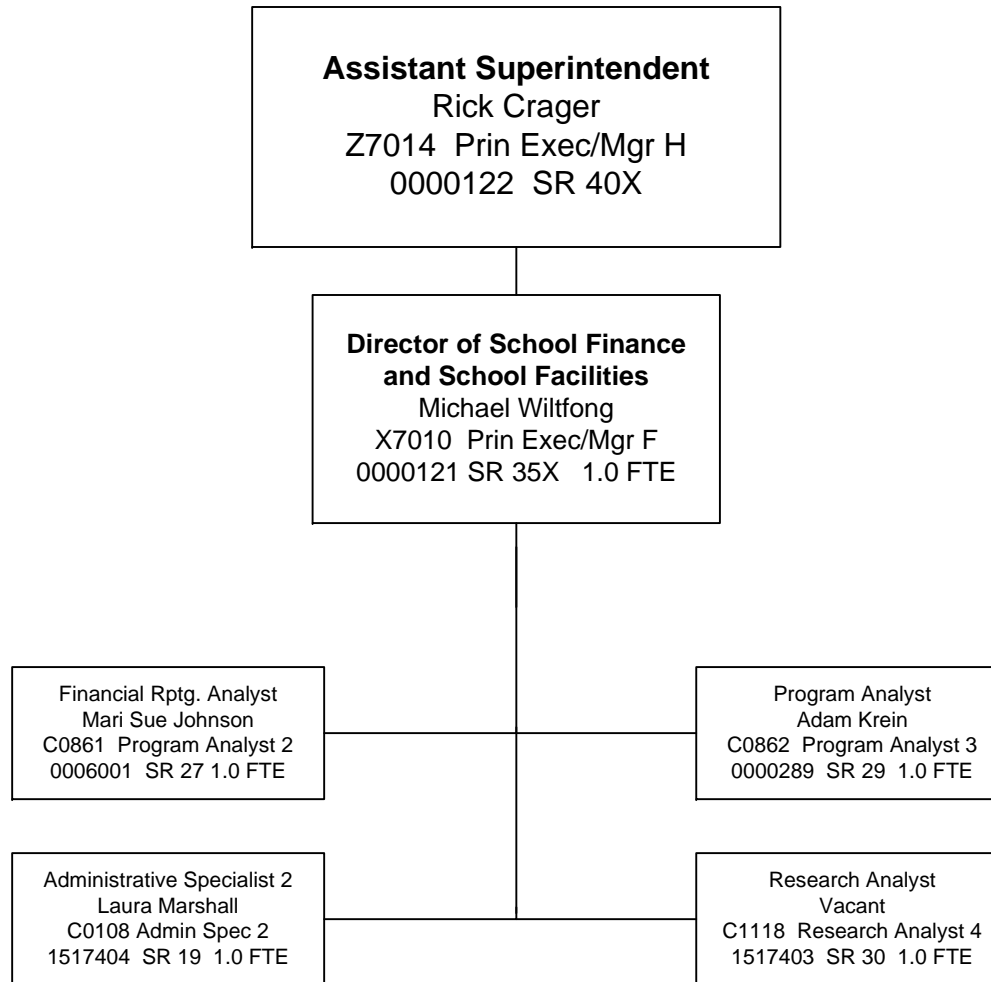 Assistant Superintendent
Rick Crager
Z7014  Prin Exec/Mgr H
0000122  SR 40X
Director of School Finance
and School Facilities
Michael Wiltfong
X7010  Prin Exec/Mgr F
0000121 SR 35X   1.0 FTE
Financial Rptg. Analyst
Mari Sue Johnson
C0861  Program Analyst 2
0006001  SR 27 1.0 FTE
Program Analyst
Adam Krein
C0862  Program Analyst 3
0000289  SR 29  1.0 FTE
Administrative Specialist 2
Laura Marshall
C0108 Admin Spec 2
1517404  SR 19  1.0 FTE
Research Analyst
Vacant
C1118  Research Analyst 4
1517403  SR 30  1.0 FTE